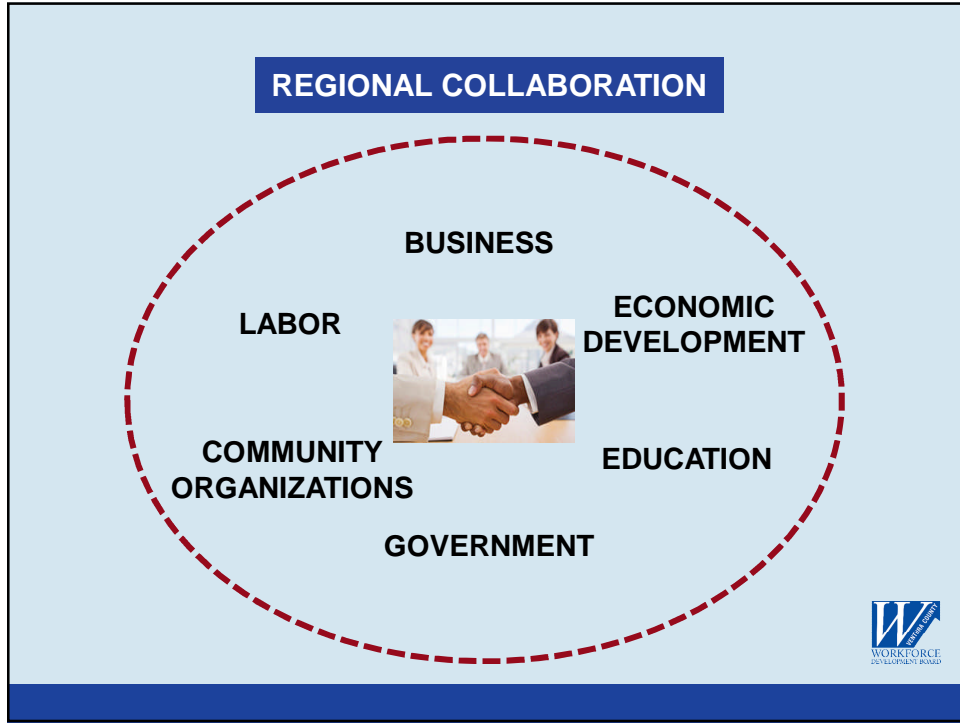 REGIONAL COLLABORATION
BUSINESS
LABOR
ECONOMIC
DEVELOPMENT
COMMUNITY
ORGANIZATIONS
EDUCATION
GOVERNMENT
W
VENTURA COUNTY
WORKFORCE
DEVELOPMENT BOARD